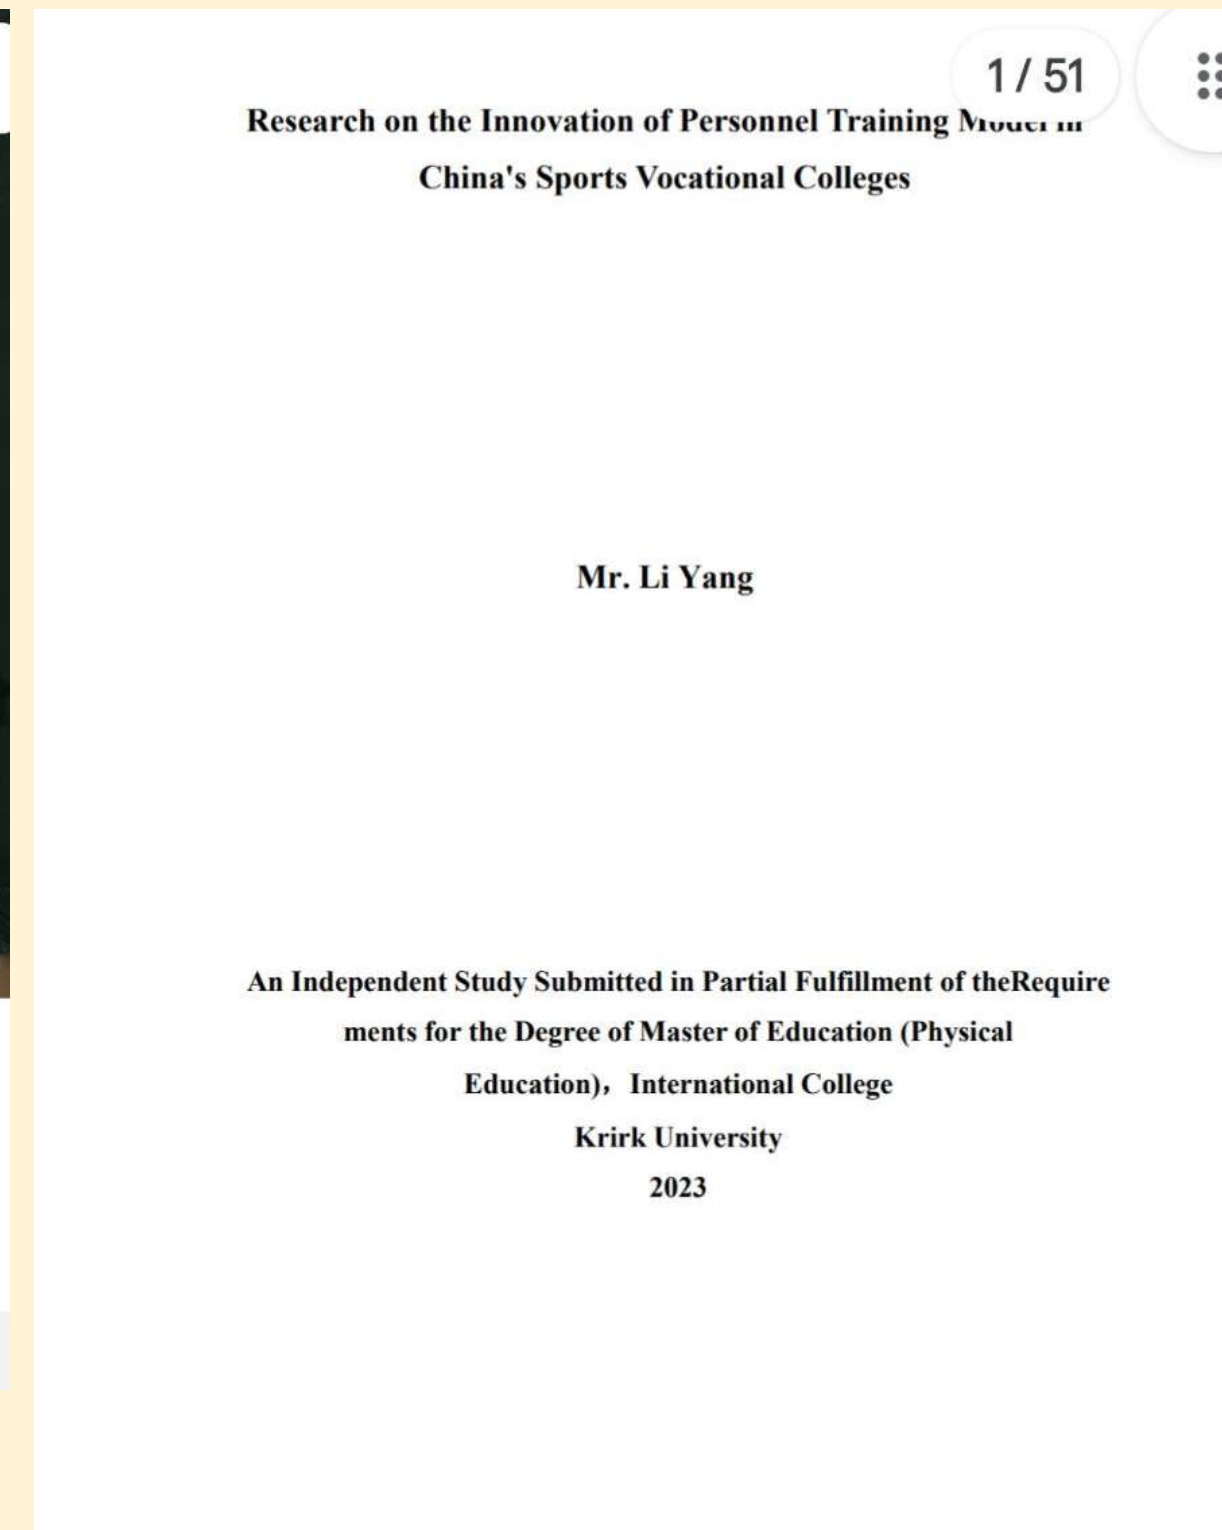 1 / 51
Research on the Innovation of Personnel Training Model in
China's Sports Vocational Colleges
Mr. Li Yang
An Independent Study Submitted in Partial Fulfillment of theRequire
ments for the Degree of Master of Education (Physical
Education)，International College
Krirk University
2023